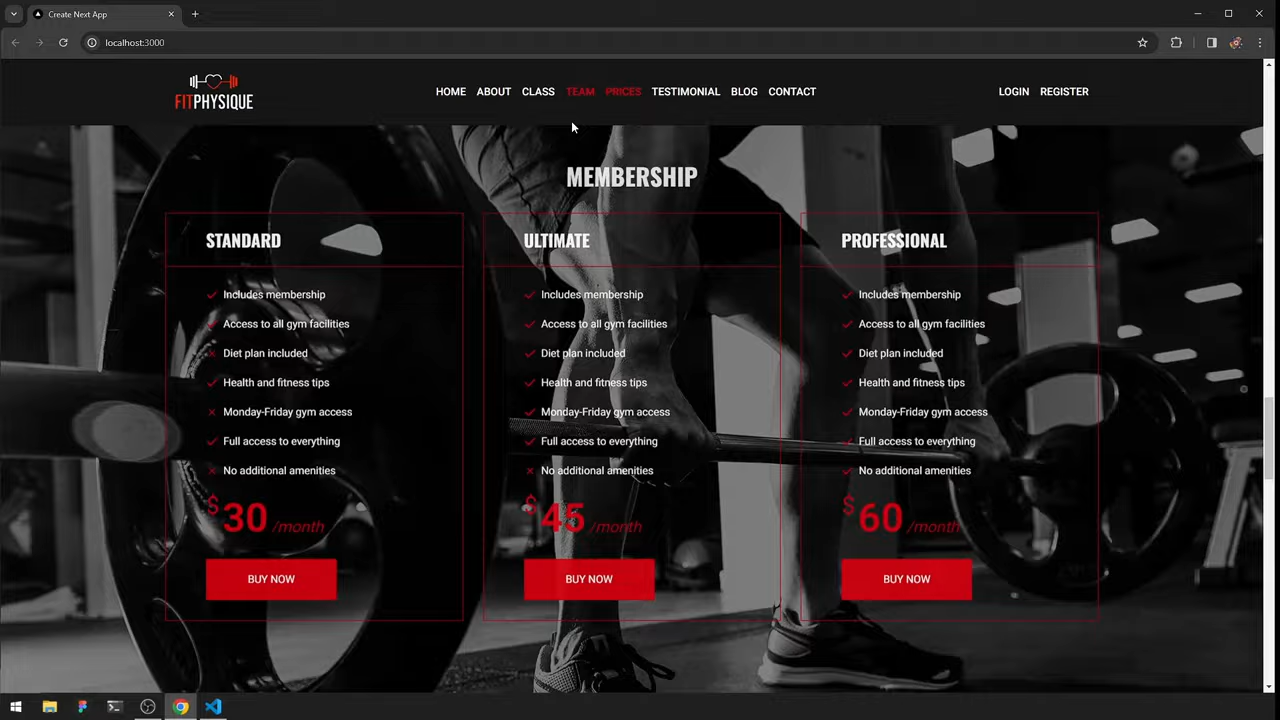 Create Next App
localhost:3000
FITPHYSIQUE
HOME ABOUT CLASS TEAM PRICES TESTIMONIAL BLOG CONTACT
LOGIN REGISTER
MEMBERSHIP
STANDARD
Includes membership
Access to all gym facilities
Diet plan included
Health and fitness tips
Monday-Friday gym access
Full access to everything
No additional amenities
$30 /month
BUY NOW
ULTIMATE
Includes membership
Access to all gym facilities
Diet plan included
Health and fitness tips
Monday-Friday gym access
Full access to everything
No additional amenities
$45 /month
BUY NOW
PROFESSIONAL
Includes membership
Access to all gym facilities
Diet plan included
Health and fitness tips
Monday-Friday gym access
Full access to everything
No additional amenities
$60 /month
BUY NOW